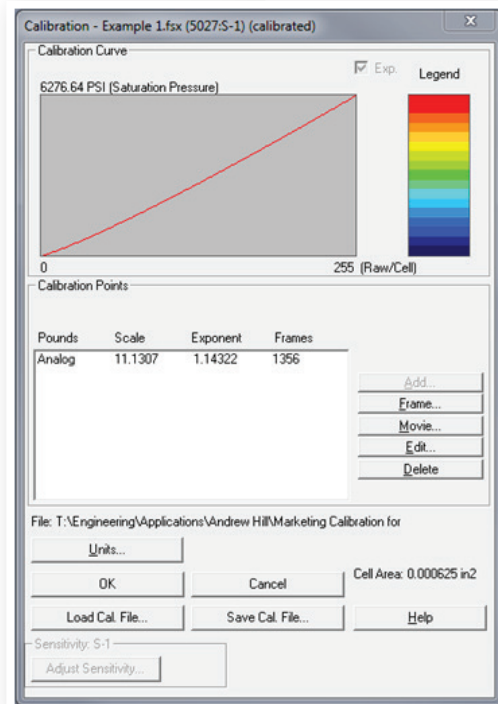 Calibration - Example 1.fsx (5027:S-1) (calibrated)
Calibration Curve
Exp.
Legend
6276.64 PSI (Saturation Pressure)
0
255 (Raw/Cell)
Calibration Points
Pounds Scale Exponent Frames
Analog 11.1307 1.14322 1356
Add...
Frame...
Movie...
Edit...
Delete
File: T:\Engineering\Applications\Andrew Hill\Marketing Calibration for
Units...
OK Cancel Cell Area: 0.000625 in2
Load Cal. File... Save Cal. File... Help
Sensitivity: S-1
Adjust Sensitivity...